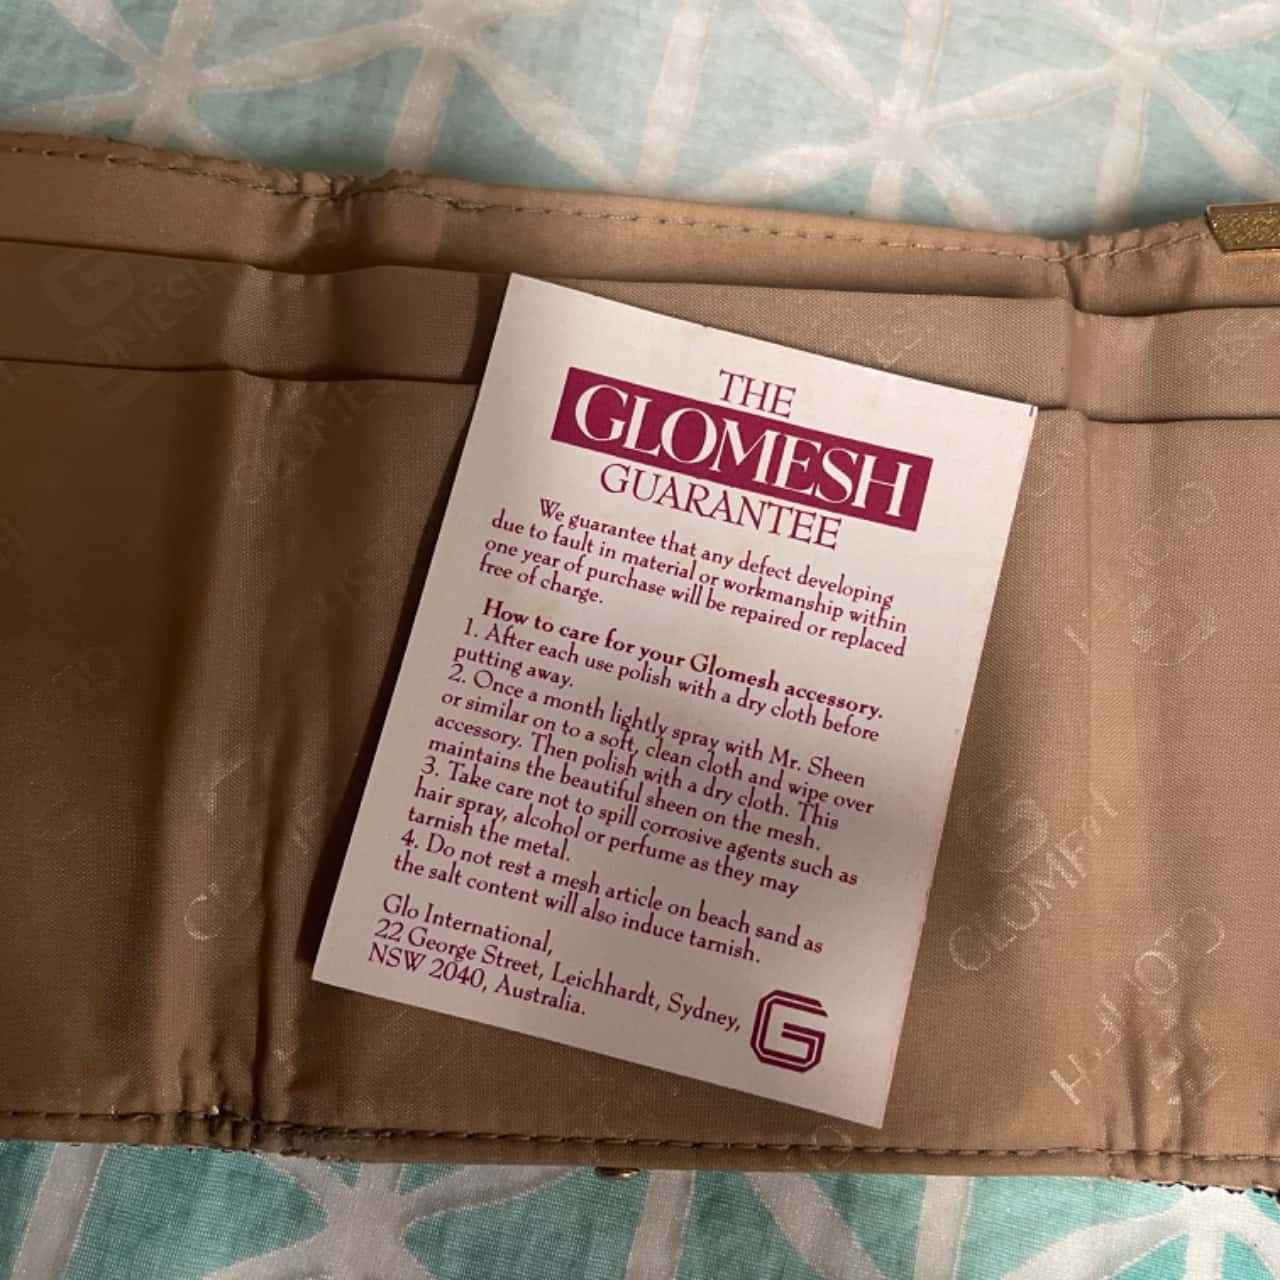 THE
GLOMESH
GUARANTEE
We guarantee that any defect developing
due to fault in material or workmanship within
one year of purchase will be repaired or replaced
free of charge.
How to care for your Glomesh accessory.
1. After each use polish with a dry cloth before
putting away.
2. Once a month lightly spray with Mr. Sheen
or similar on to a soft, clean cloth and wipe over
accessory. Then polish with a dry cloth. This
maintains the beautiful sheen on the mesh.
3. Take care not to spill corrosive agents such as
hair spray, alcohol or perfume as they may
tarnish the metal.
4. Do not rest a mesh article on beach sand as
the salt content will also induce tarnish.
Glo International,
22 George Street, Leichhardt, Sydney,
NSW 2040, Australia.
G
G
GLOMESH